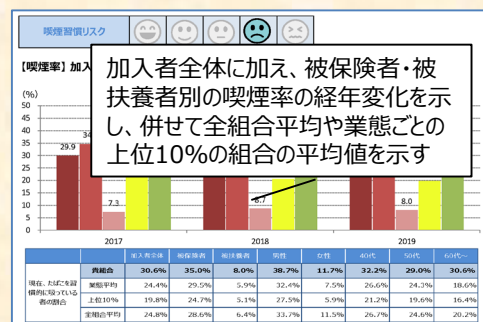 喫煙習慣リスク
【喫煙率】加入
加入者全体に加え、被保険者・被
扶養者別の喫煙率の経年変化を示
し、併せて全組合平均や業態ごとの
上位10%の組合の平均値を示す
(%)
50
45
40
35
30
25
20
15
10
5
0
29.9
34
7.3
8.7
8.0
2017
2018
2019
加入者全体 被保険者 被扶養者 男性 女性 40代 50代 60代~
現在、たばこを習
慣的に吸っている
者の割合
貴組合 30.6% 35.0% 8.0% 38.7% 11.7% 32.2% 29.0% 30.6%
業態平均 24.4% 29.5% 5.9% 32.4% 7.5% 26.6% 24.3% 18.6%
上位10% 19.8% 24.7% 5.1% 27.5% 5.9% 21.2% 19.6% 16.4%
全組合平均 24.8% 28.6% 6.4% 33.7% 11.5% 26.7% 24.6% 20.2%